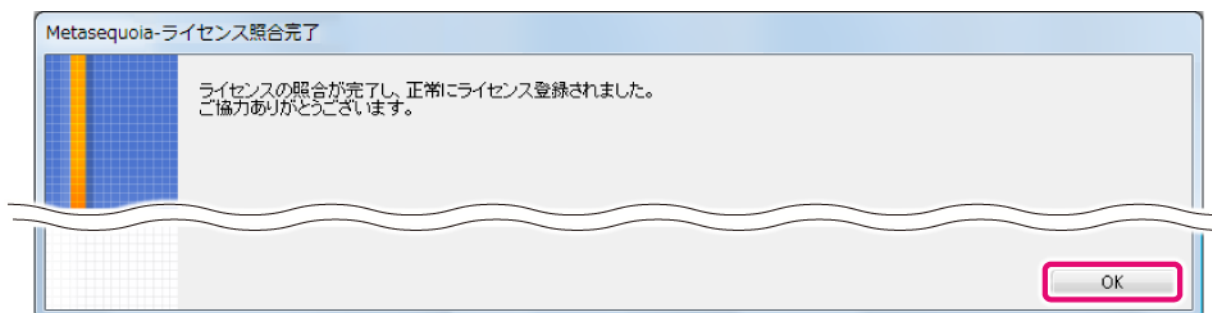 Metasequoia-ライセンス照合完了
ライセンスの照合が完了し、正常にライセンス登録されました。
ご協力ありがとうございます。
OK